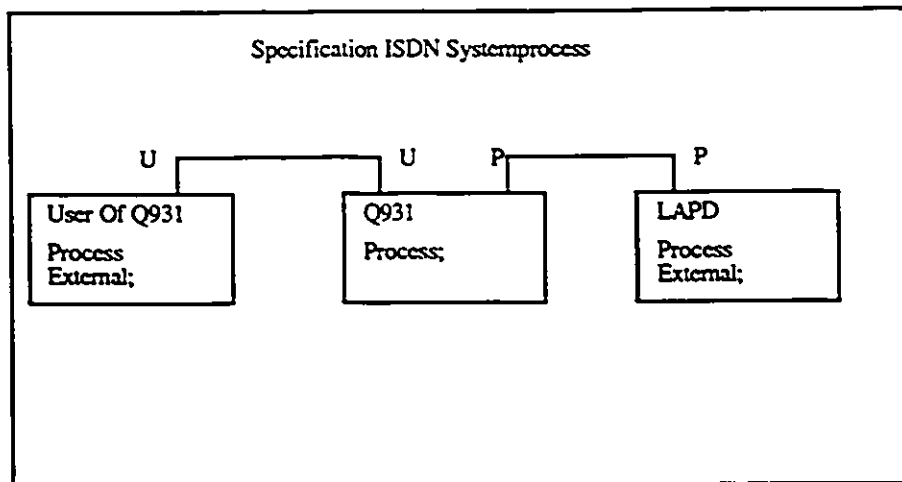 Specification ISDN Systemprocess
U U P P
User Of Q931
Process
External;
Q931
Process;
LAPD
Process
External;